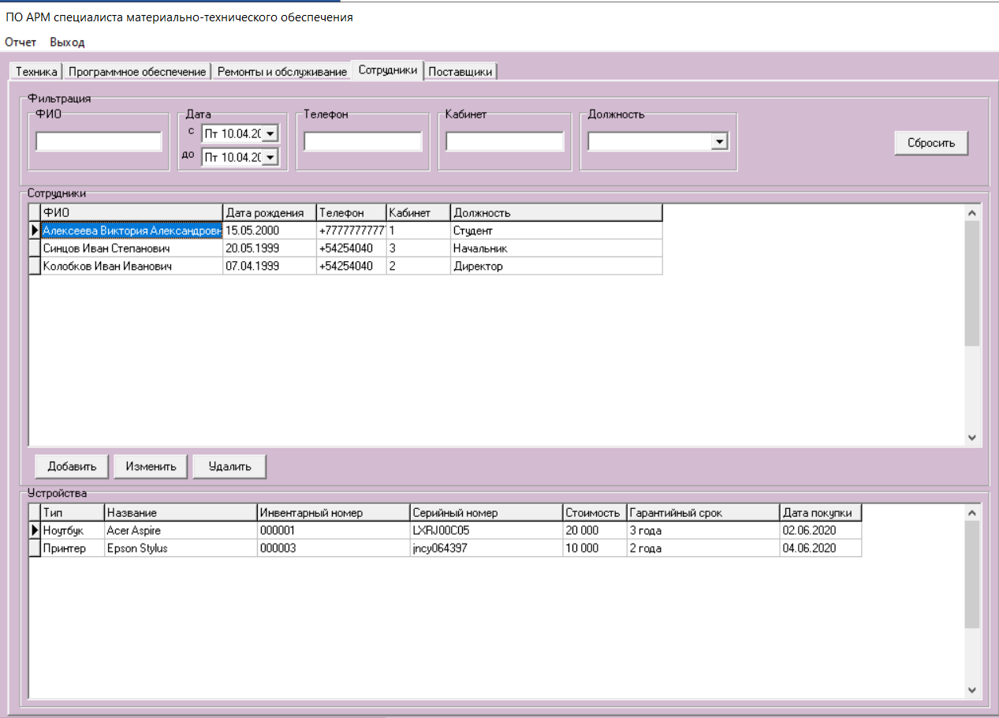 ПО АРМ специалиста материально-технического обеспечения
Отчет Выход
Техника Программное обеспечение Ремонты и обслуживание Сотрудники Поставщики
Фильтрация
ФИО Дата Телефон Кабинет Должность
с Пт 10.04.20
до Пт 10.04.20
Сбросить
Сотрудники
ФИО Дата рождения Телефон Кабинет Должность
Алексеева Виктория Александровн 15.05.2000 +7777777777 1 Студент
Синцов Иван Степанович 20.05.1999 +54254040 3 Начальник
Колобков Иван Иванович 07.04.1999 +54254040 2 Директор
Добавить Изменить Удалить
Устройства
Тип Название Инвентарный номер Серийный номер Стоимость Гарантийный срок Дата покупки
Ноутбук Acer Aspire 000001 LXRJ00C05 20 000 3 года 02.06.2020
Принтер Epson Stylus 000003 jncy064397 10 000 2 года 04.06.2020